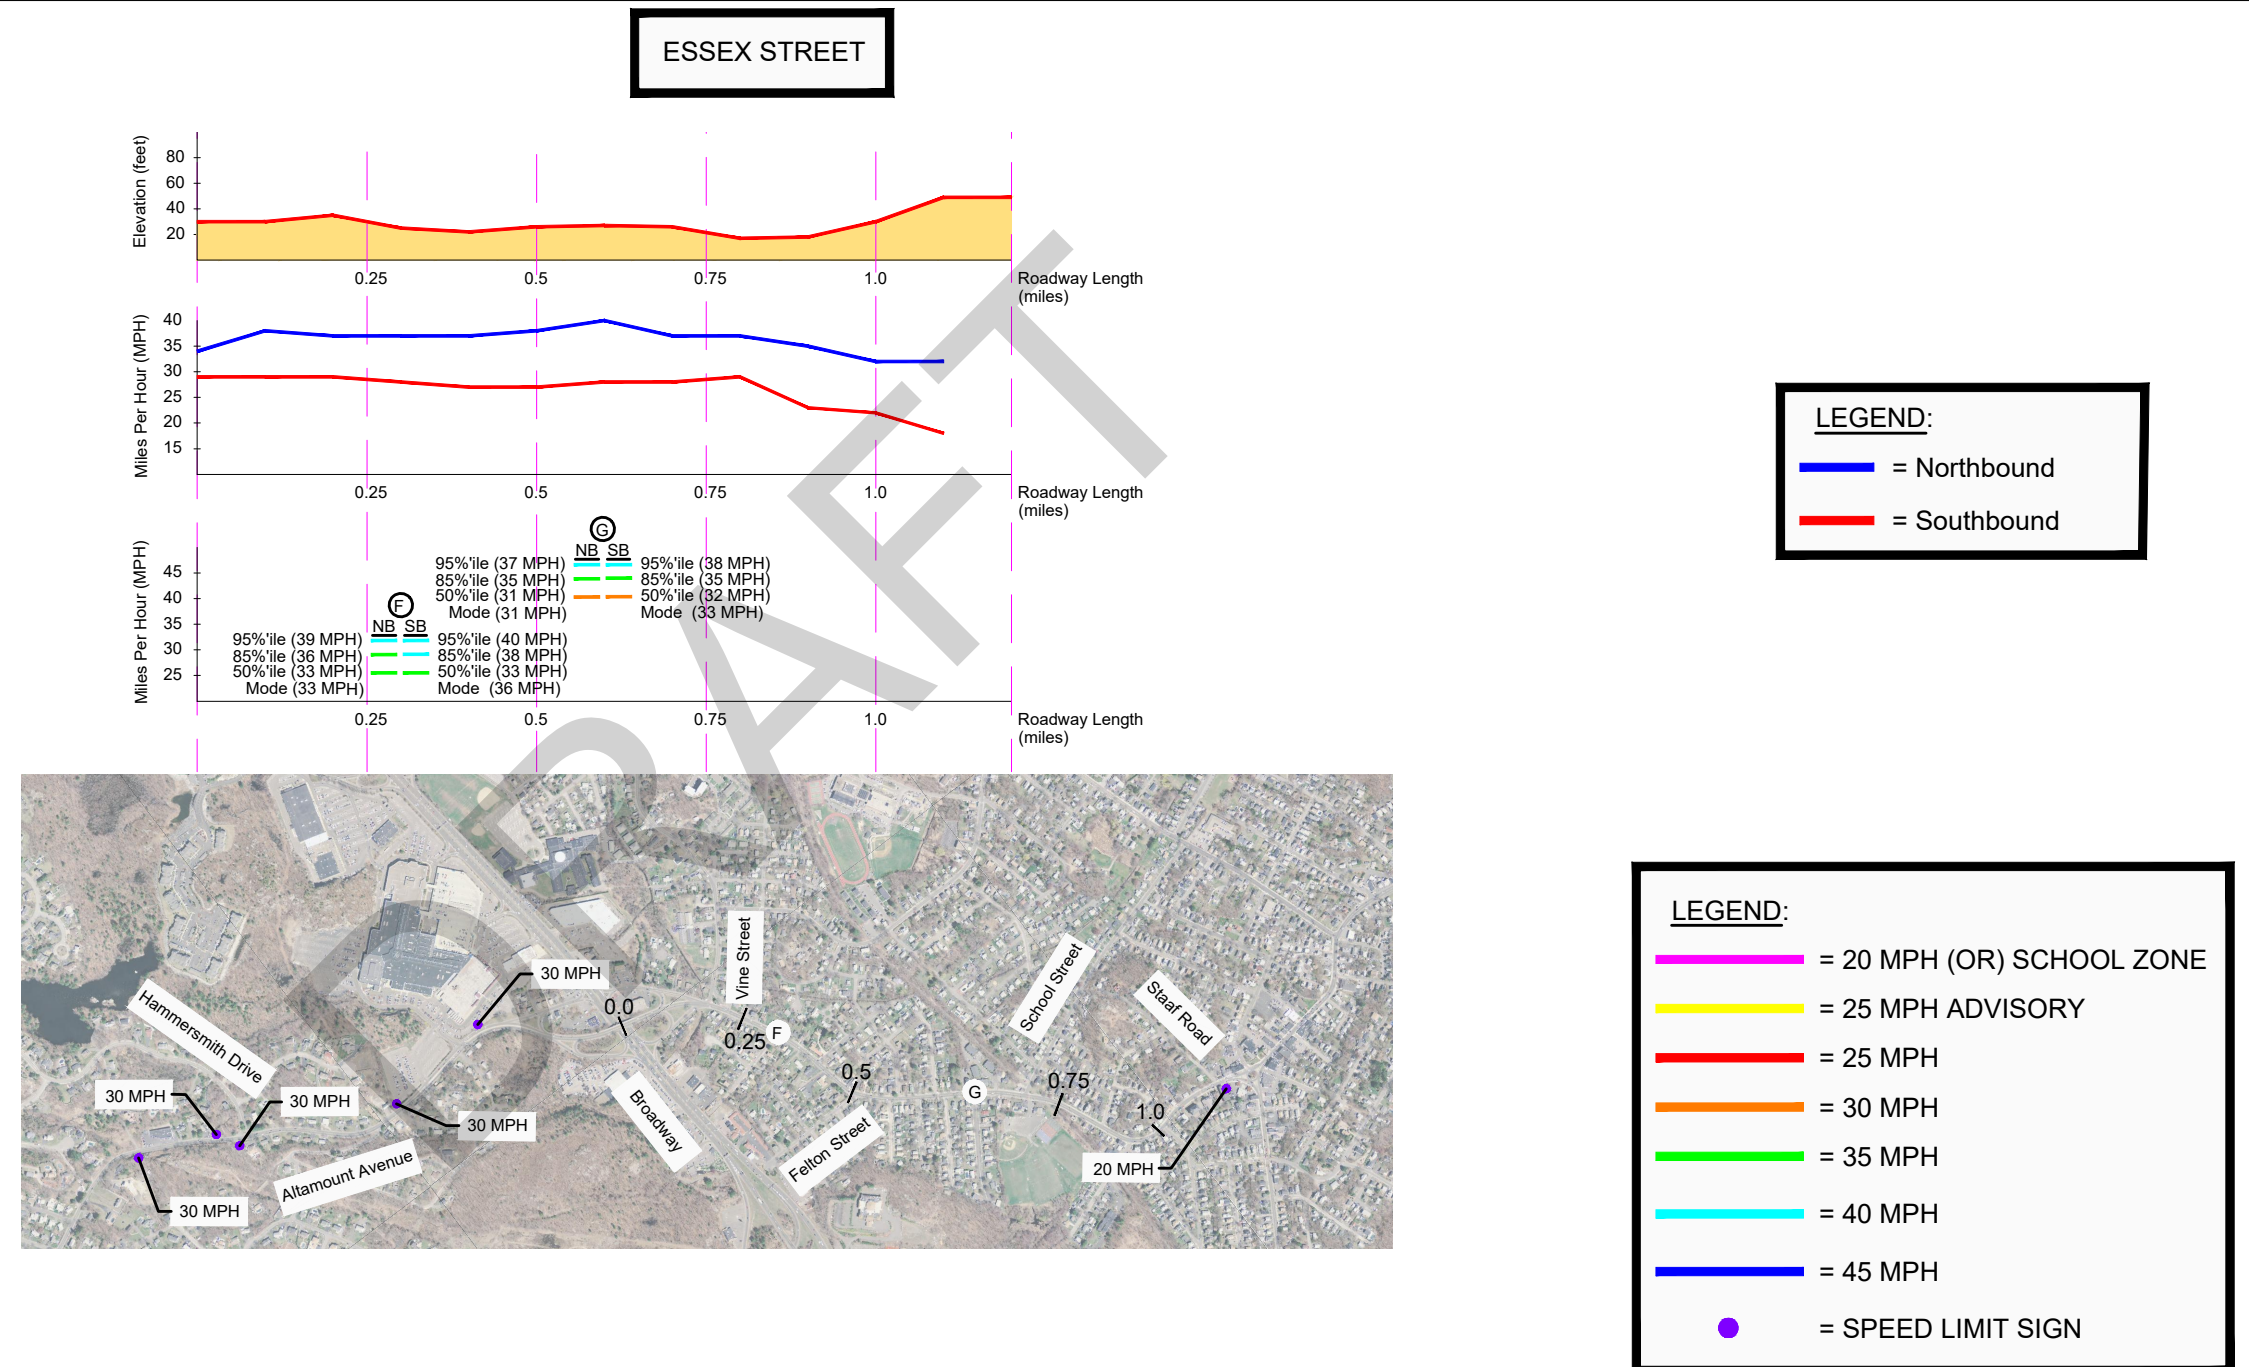 ESSEX STREET
Elevation (feet)
80
60
40
20
0.25
0.5
0.75
1.0
Roadway Length
(miles)
Miles Per Hour (MPH)
40
35
30
25
20
15
0.25
0.5
0.75
1.0
Roadway Length
(miles)
LEGEND:
= Northbound
= Southbound
Miles Per Hour (MPH)
45
40
35
30
25
G
NB SB
95%'ile (37 MPH)
85%'ile (35 MPH)
50%'ile (31 MPH)
Mode (31 MPH)
95%'ile (38 MPH)
85%'ile (35 MPH)
50%'ile (32 MPH)
Mode (33 MPH)
F
NB SB
95%'ile (39 MPH)
85%'ile (36 MPH)
50%'ile (33 MPH)
Mode (33 MPH)
95%'ile (40 MPH)
85%'ile (38 MPH)
50%'ile (33 MPH)
Mode (36 MPH)
0.25
0.5
0.75
1.0
Roadway Length
(miles)
DRAFT
Hammersmith Drive
30 MPH
30 MPH
30 MPH
Altamount Avenue
30 MPH
30 MPH
0.0
Broadway
Vine Street
0.25
F
0.5
Felton Street
G
School Street
0.75
Staaf Road
1.0
20 MPH
LEGEND:
= 20 MPH (OR) SCHOOL ZONE
= 25 MPH ADVISORY
= 25 MPH
= 30 MPH
= 35 MPH
= 40 MPH
= 45 MPH
= SPEED LIMIT SIGN